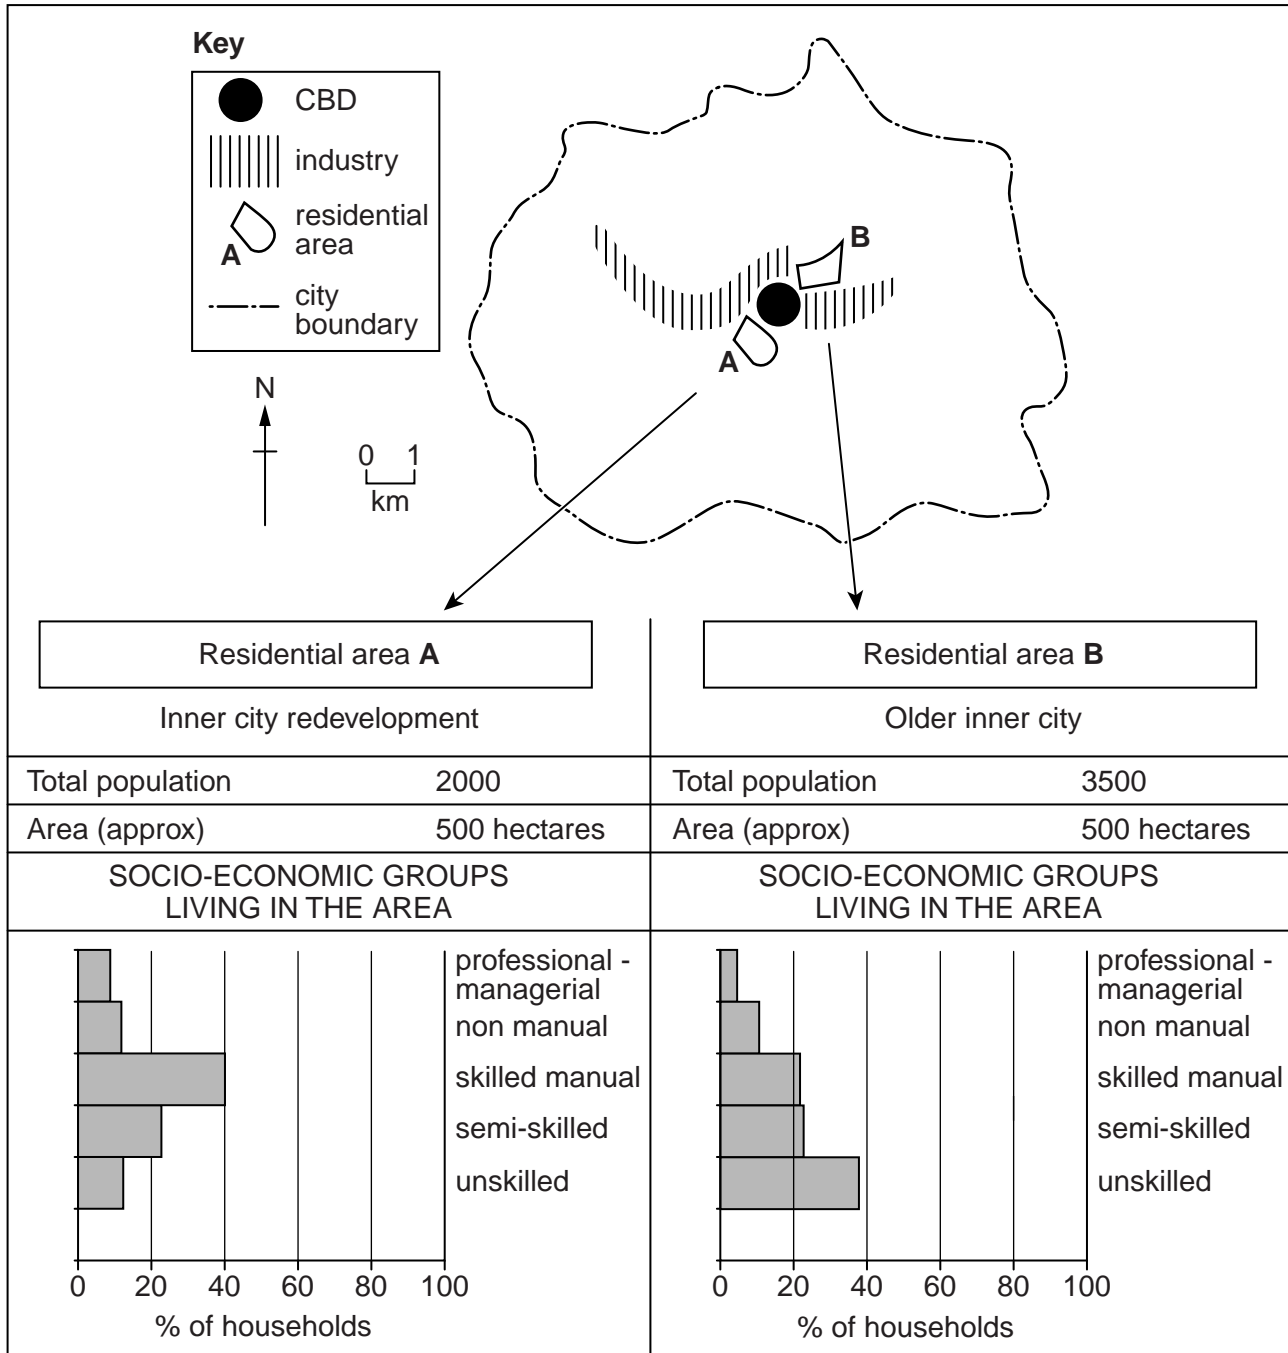 Key
CBD
industry
residential
area
A
city
boundary
N
0 1
km
B
A
Residential area A
Inner city redevelopment
Total population 2000
Area (approx) 500 hectares
SOCIO-ECONOMIC GROUPS
LIVING IN THE AREA
professional -
managerial
non manual
skilled manual
semi-skilled
unskilled
0 20 40 60 80 100
% of households
Residential area B
Older inner city
Total population 3500
Area (approx) 500 hectares
SOCIO-ECONOMIC GROUPS
LIVING IN THE AREA
professional -
managerial
non manual
skilled manual
semi-skilled
unskilled
0 20 40 60 80 100
% of households